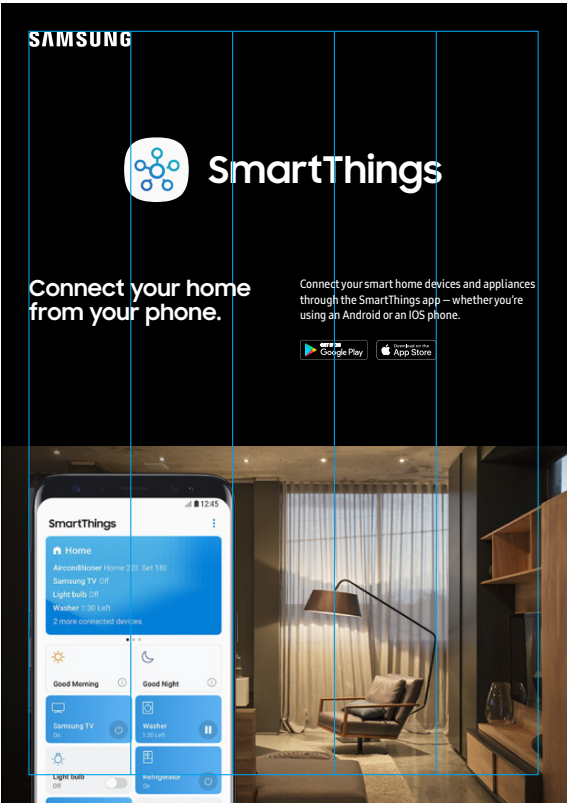 SAMSUNG
SmartThings
Connect your home
from your phone.
Connect your smart home devices and appliances
through the SmartThings app – whether you're
using an Android or an IOS phone.
GET IT ON
Google Play
Download on the
App Store
12:45
SmartThings
Home
Airconditioner Home 22 Set 18
Samsung TV Off
Light bulb Off
Washer 1:30 Left
2 more connected devices
Good Morning
Good Night
Samsung TV
On
Washer
1:30 Left
Light bulb
Off
Refrigerator
On